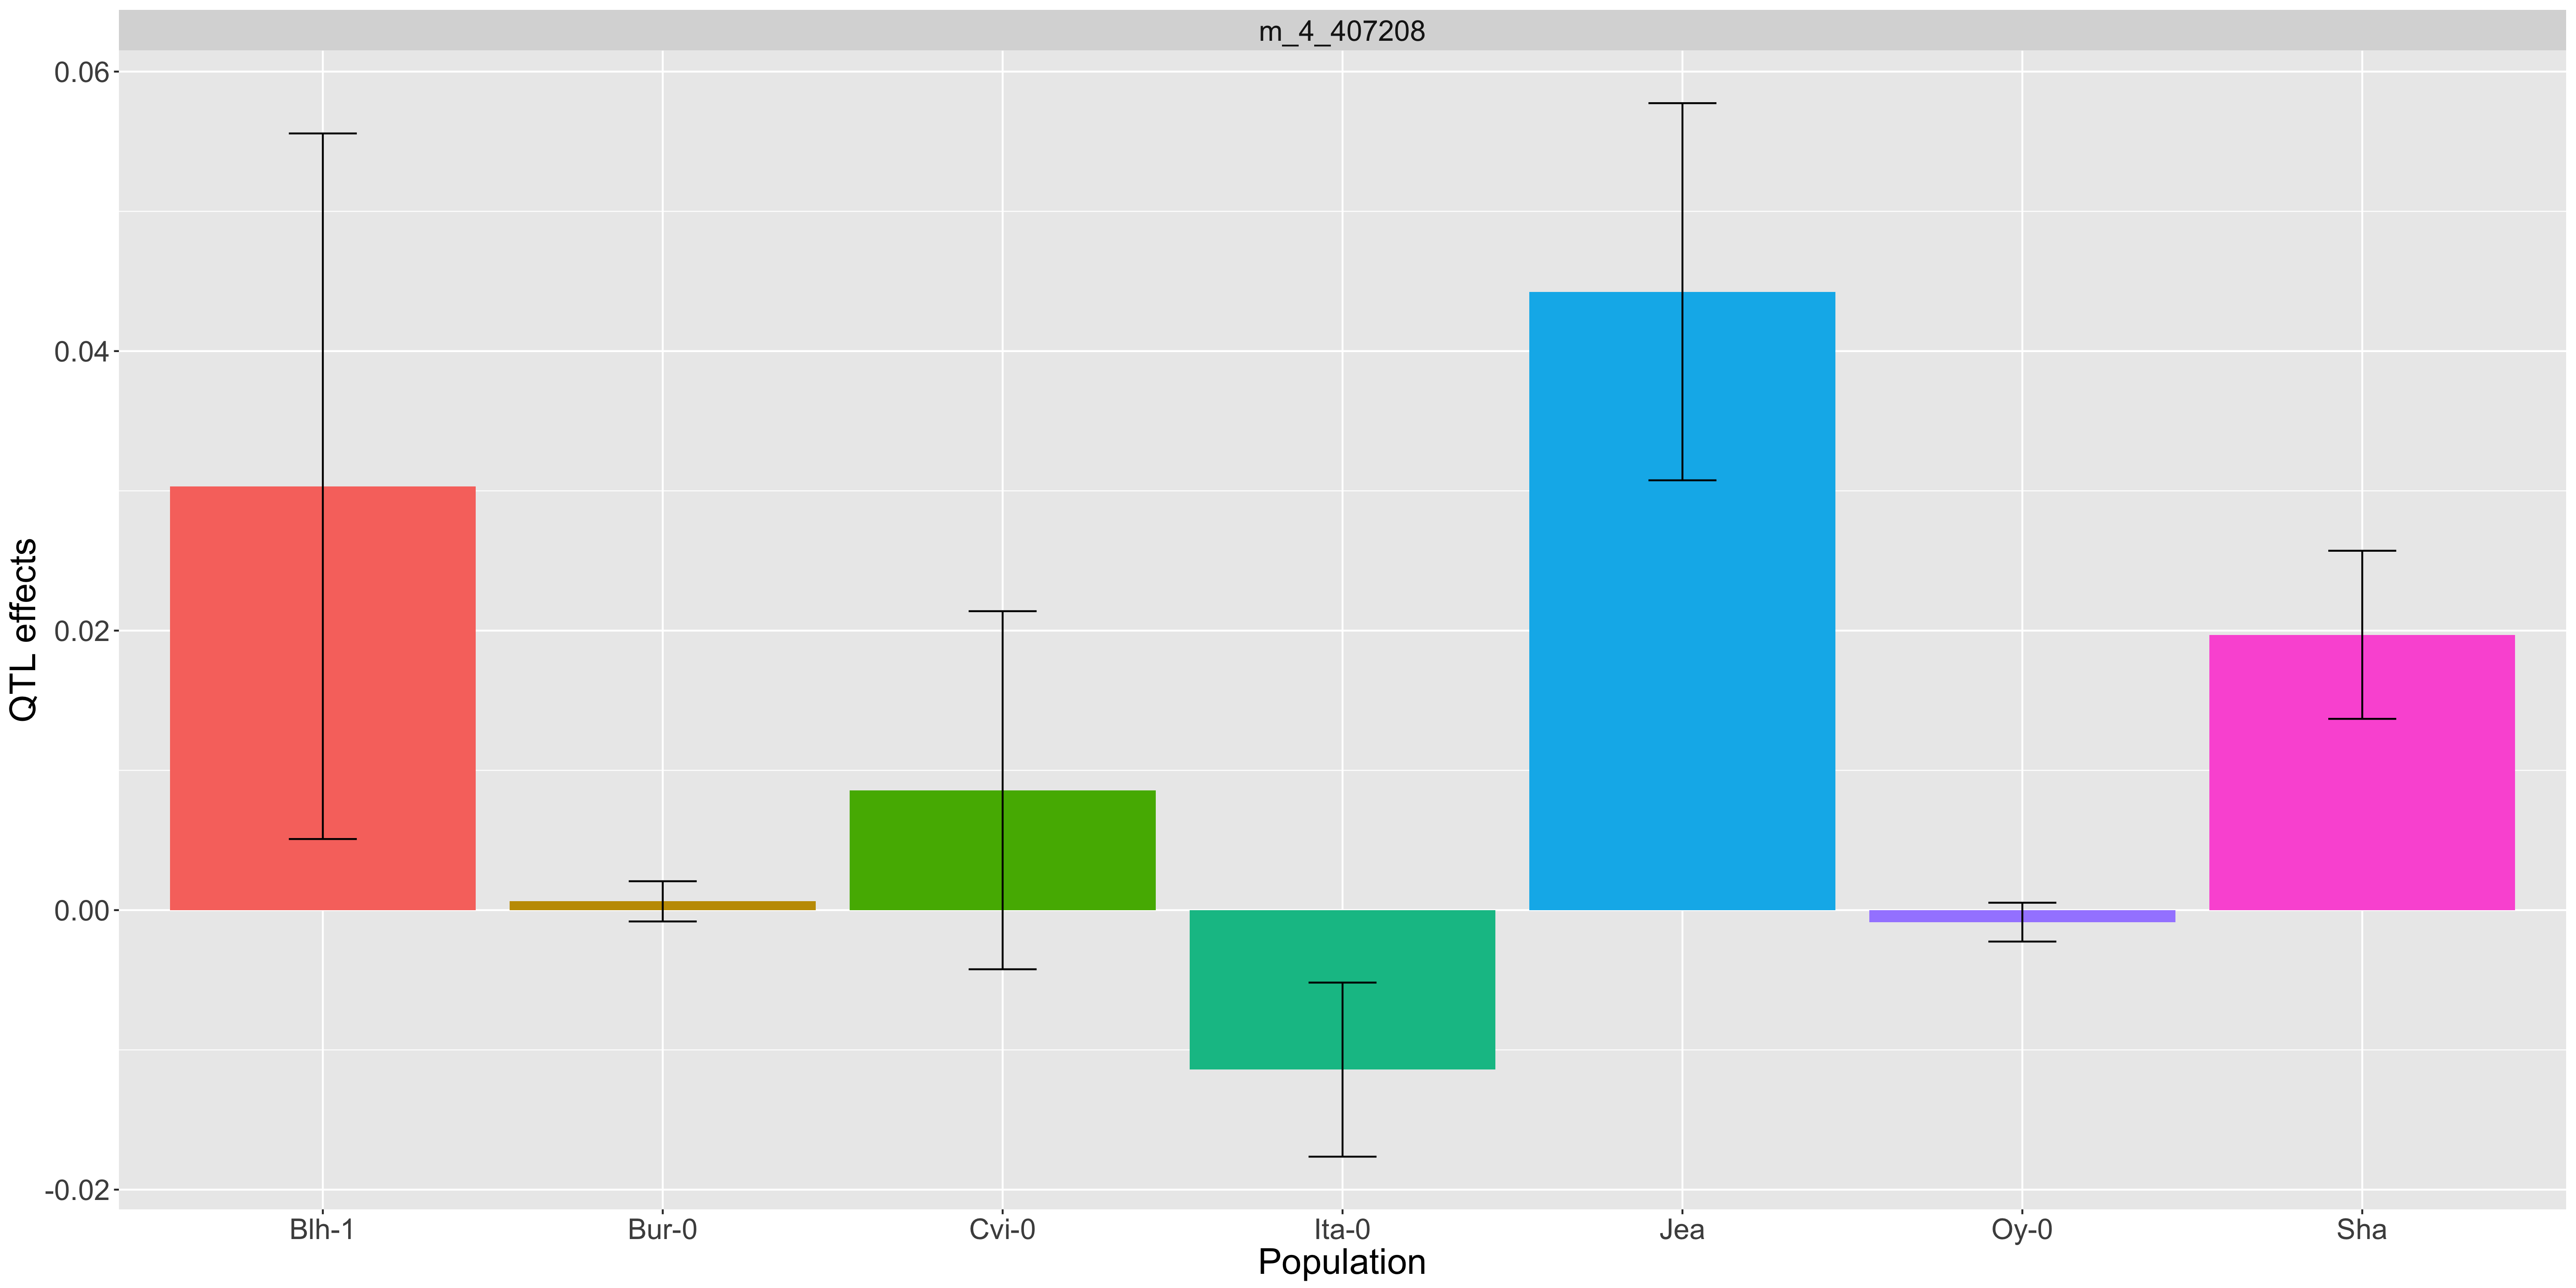 m_4_407208
0.06
0.04
0.02
0.00
-0.02
QTL effects
Blh-1 Bur-0 Cvi-0 Ita-0 Jea Oy-0 Sha
Population